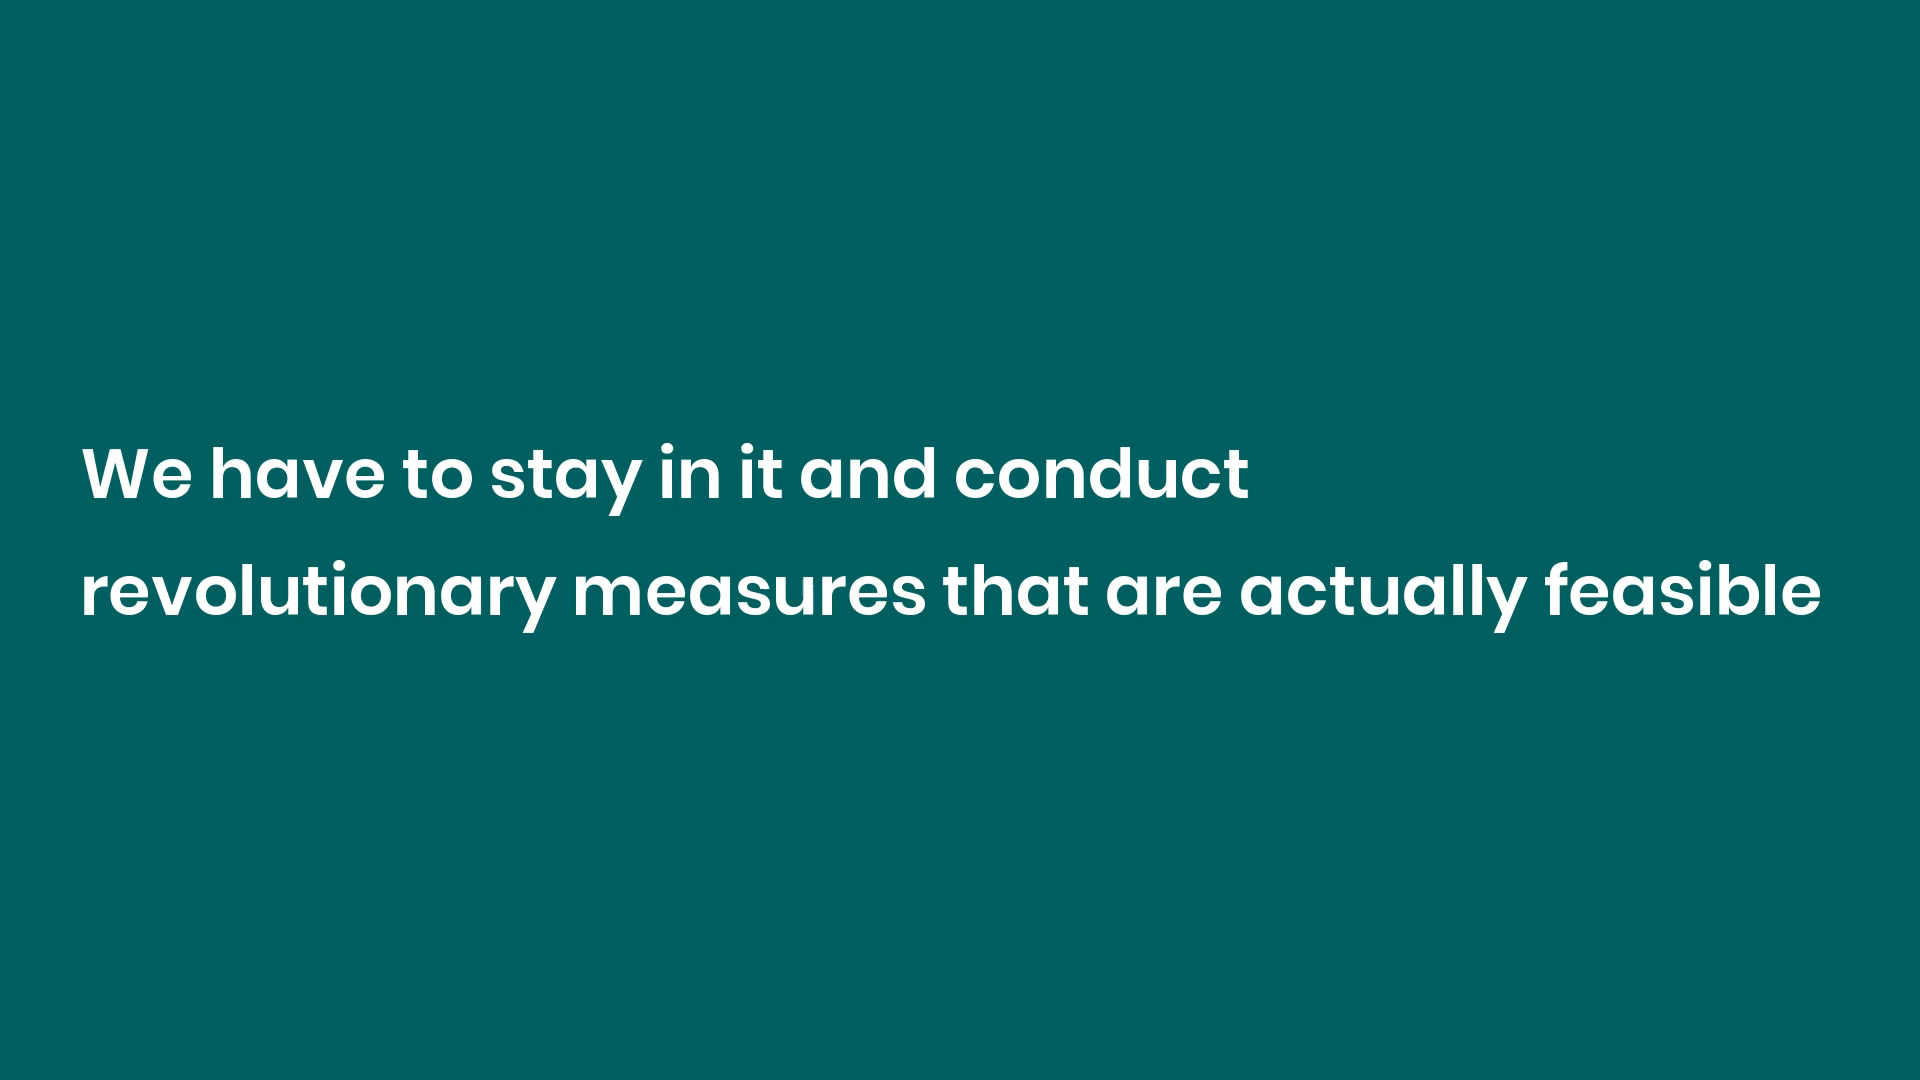 We have to stay in it and conduct
revolutionary measures that are actually feasible